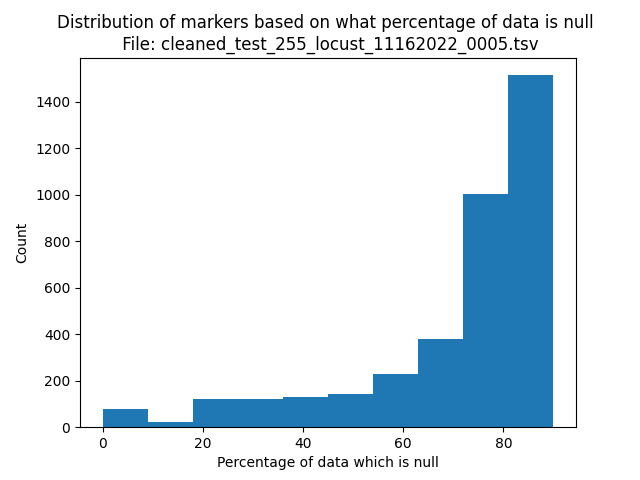 Distribution of markers based on what percentage of data is null
File: cleaned_test_255_locust_11162022_0005.tsv
1400
1200
1000
800
600
400
200
0
Count
0 20 40 60 80
Percentage of data which is null